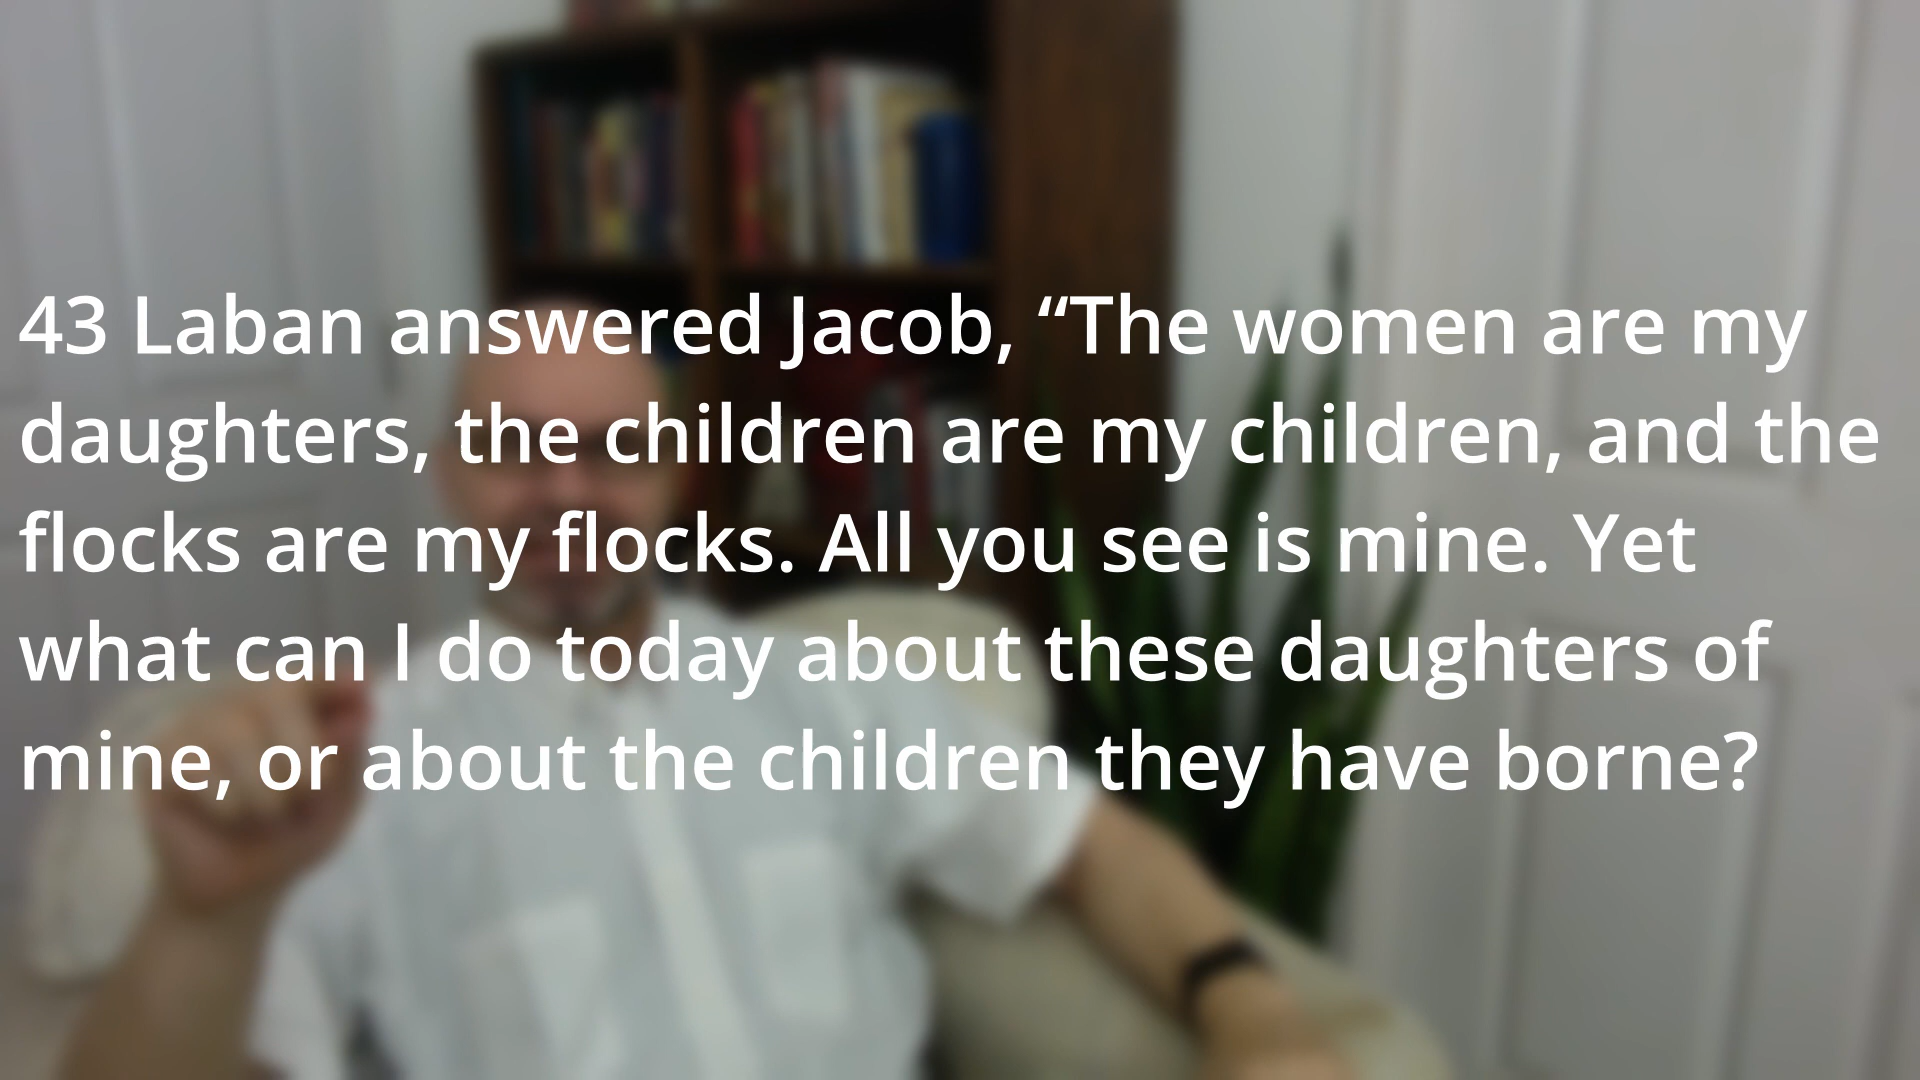 43 Laban answered Jacob, “The women are my
daughters, the children are my children, and the
flocks are my flocks. All you see is mine. Yet
what can I do today about these daughters of
mine, or about the children they have borne?